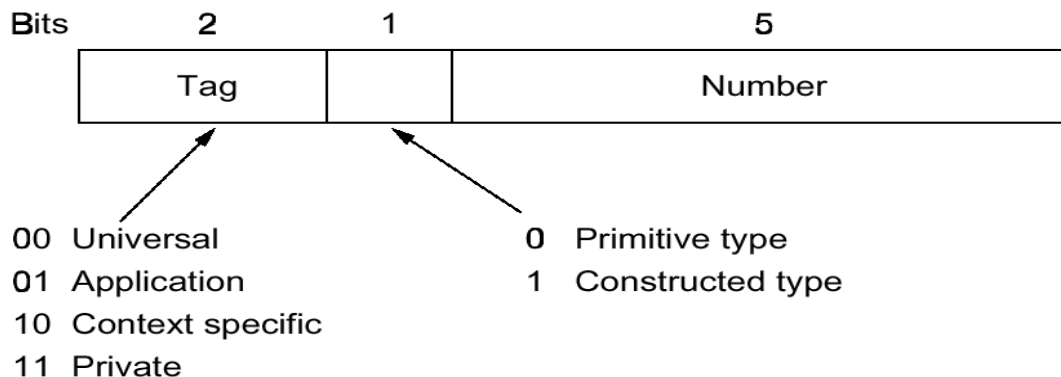 Bits 2 1 5
Tag Number
00 Universal 0 Primitive type
01 Application 1 Constructed type
10 Context specific
11 Private